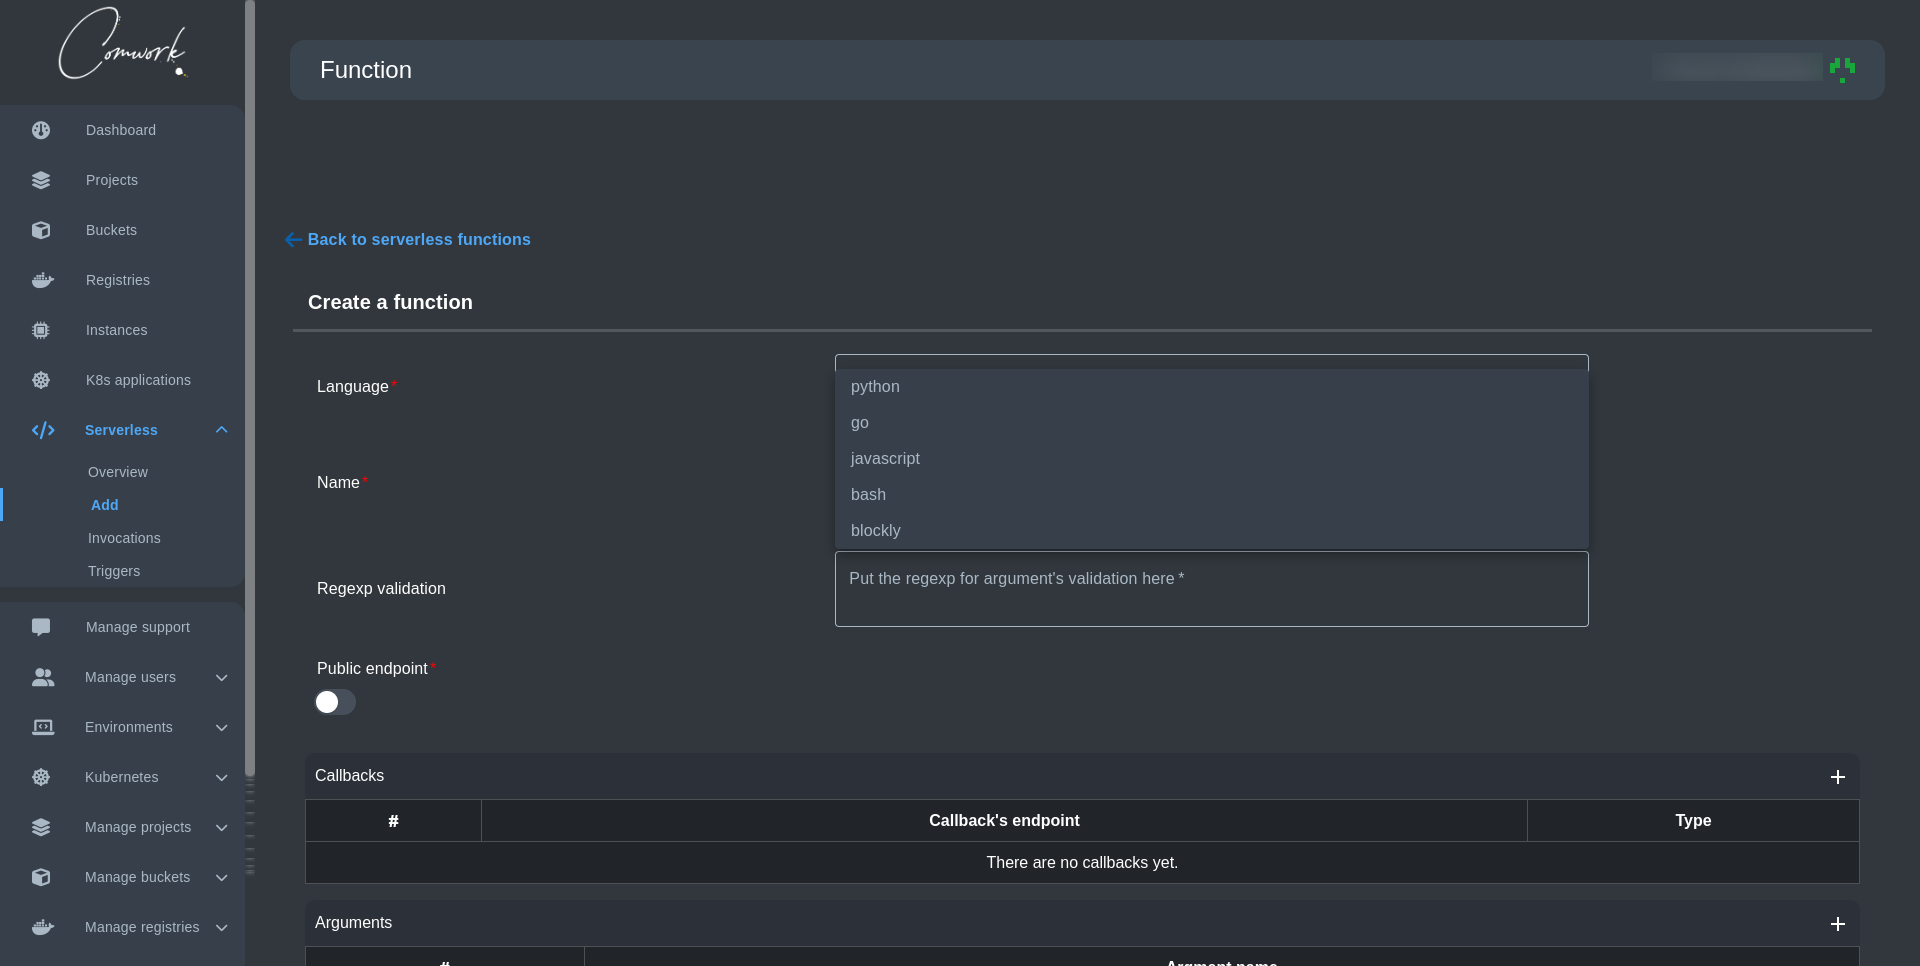 Comwork
Function
Dashboard
Projects
Buckets
Registries
Instances
K8s applications
Serverless
Overview
Add
Invocations
Triggers
Manage support
Manage users
Environments
Kubernetes
Manage projects
Manage buckets
Manage registries
Back to serverless functions
Create a function
Language*
python
go
javascript
bash
blockly
Name*
Regexp validation
Put the regexp for argument's validation here *
Public endpoint*
Callbacks
# Callback's endpoint Type
There are no callbacks yet.
Arguments
# Argument name